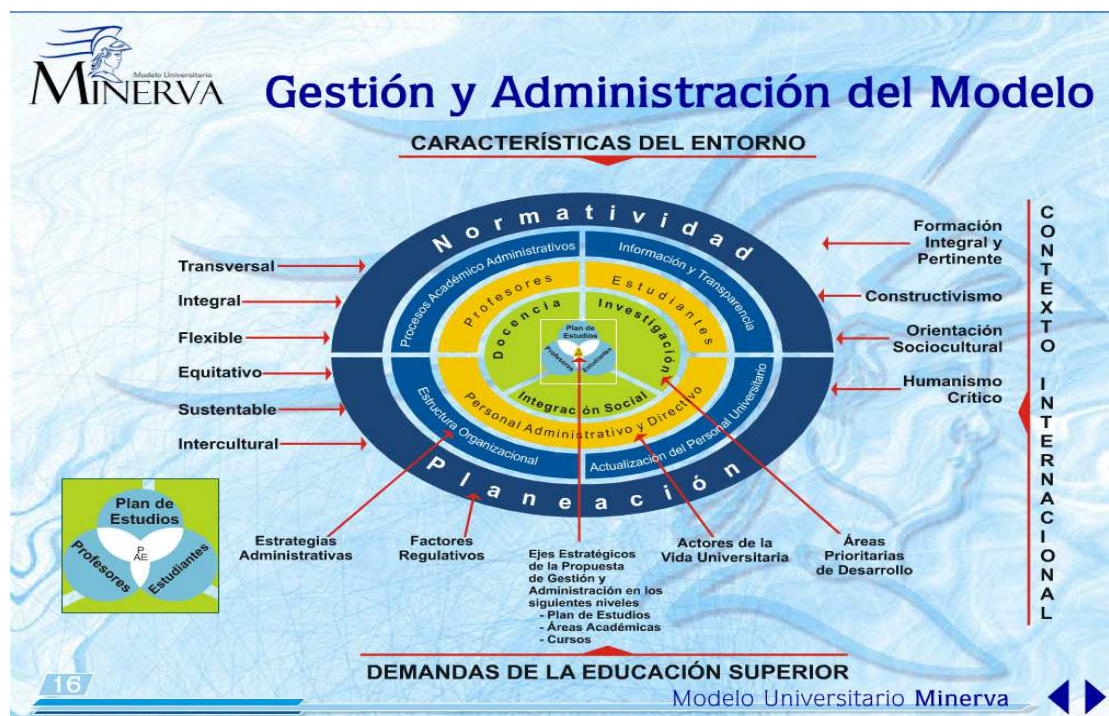 Modelo Universitario
MINERVA
Gestión y Administración del Modelo
CARACTERÍSTICAS DEL ENTORNO
Transversal
Integral
Flexible
Equitativo
Sustentable
Intercultural
Normatividad
Procesos Académico Administrativos
Información y Transparencia
Profesores
Estudiantes
Docencia
Investigación
Plan de
Estudios
Profesores
Estudiantes
Integración Social
Personal Administrativo y Directivo
Estructura Organizacional
Actualización del Personal Universitario
Planeación
Formación
Integral y
Pertinente
Constructivismo
Orientación
Sociocultural
Humanismo
Crítico
CONTEXTO INTERNACIONAL
Plan de
Estudios
Profesores
Estudiantes
P
AE
Estrategias
Administrativas
Factores
Regulativos
Ejes Estratégicos
de la Propuesta
de Gestión y
Administración en los
siguientes niveles
- Plan de Estudios
- Áreas Académicas
- Cursos
Actores de la
Vida Universitaria
Áreas
Prioritarias
de Desarrollo
DEMANDAS DE LA EDUCACIÓN SUPERIOR
16
Modelo Universitario Minerva